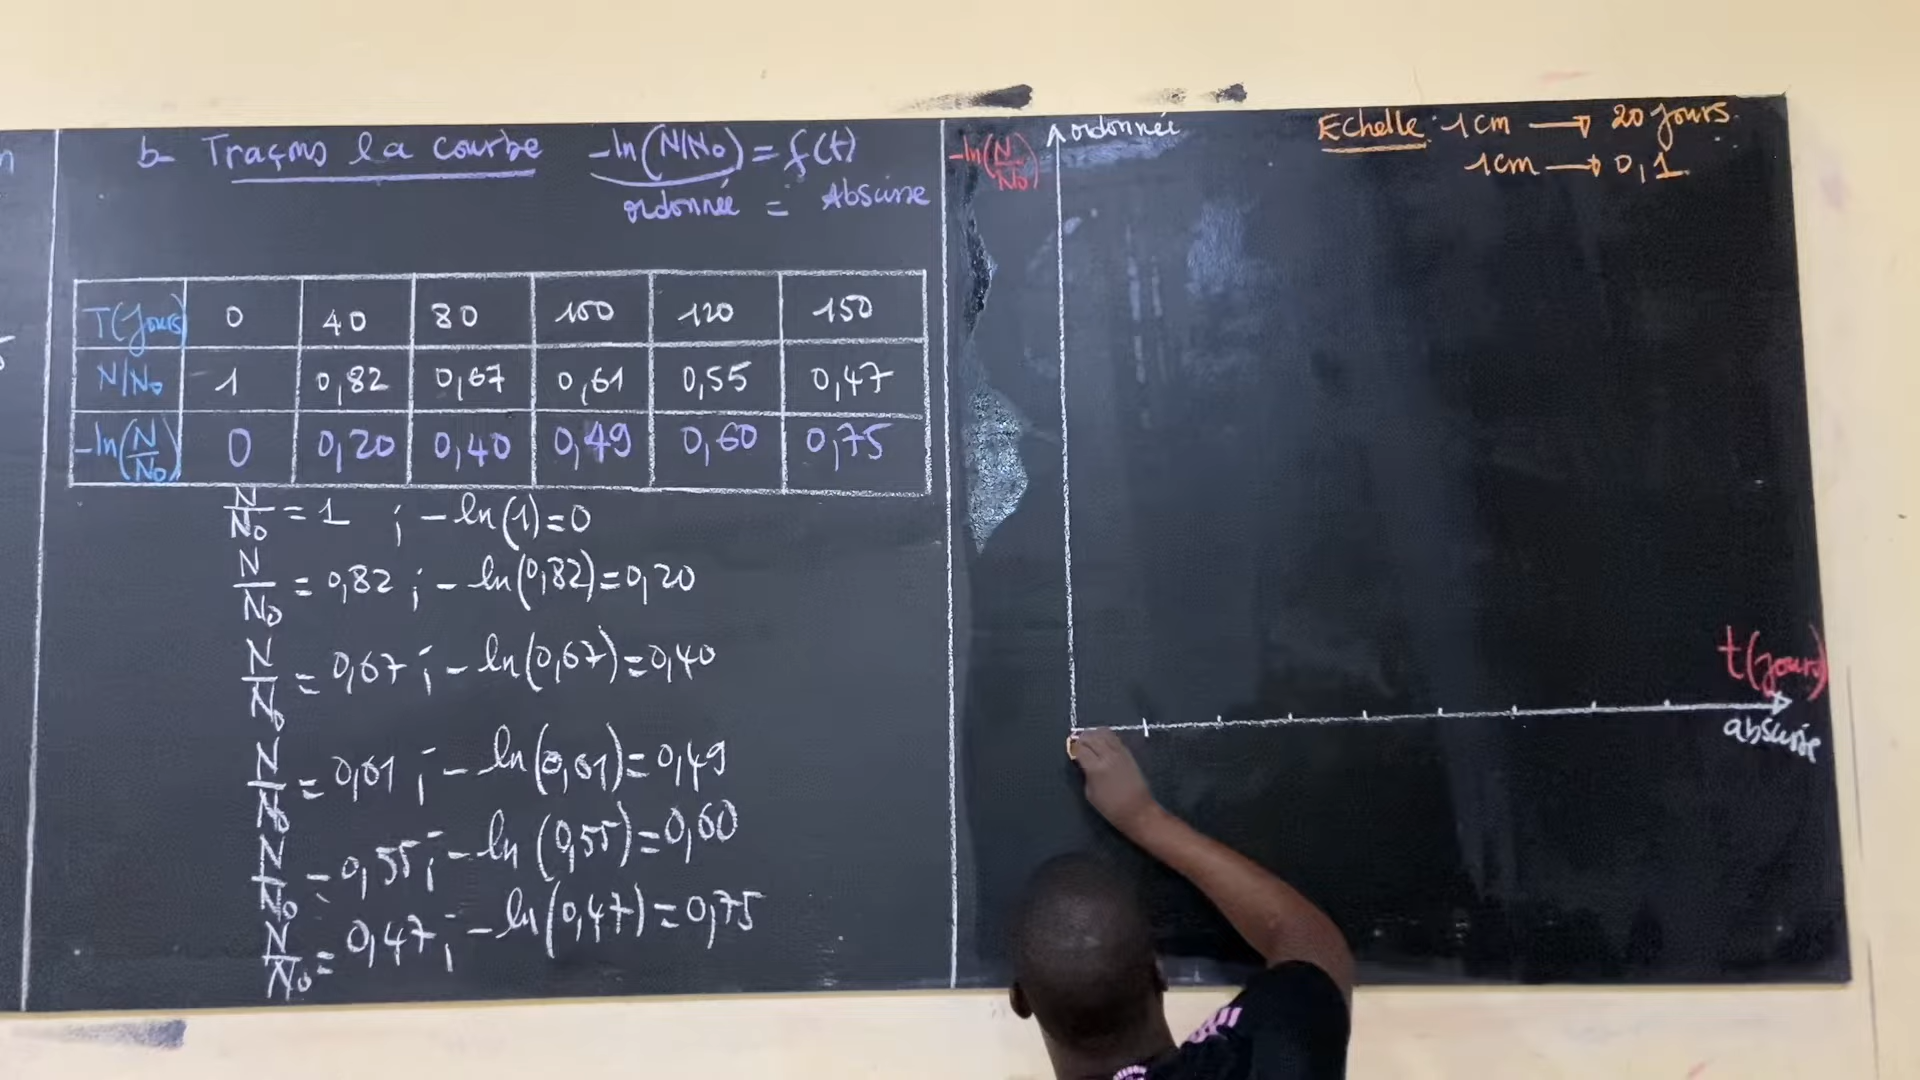 b- Traçons la courbe -ln(N/N₀) = f(t)
ordonnée = Abscisse
T(jours) 0 40 80 100 120 150
N/N₀ 1 0,82 0,67 0,61 0,55 0,47
-ln(N/N₀) 0 0,20 0,40 0,49 0,60 0,75
N/N₀ = 1 ; -ln(1)=0
N/N₀ = 0,82 ; -ln(0,82)=0,20
N/N₀ = 0,67 ; -ln(0,67)=0,40
N/N₀ = 0,61 ; -ln(0,61)=0,49
N/N₀ = 0,55 ; -ln(0,55)=0,60
N/N₀ = 0,47 ; -ln(0,47)=0,75
-ln(N/N₀)
ordonnée
Echelle : 1cm → 20 jours.
1cm → 0,1.
t(jours)
abscisse